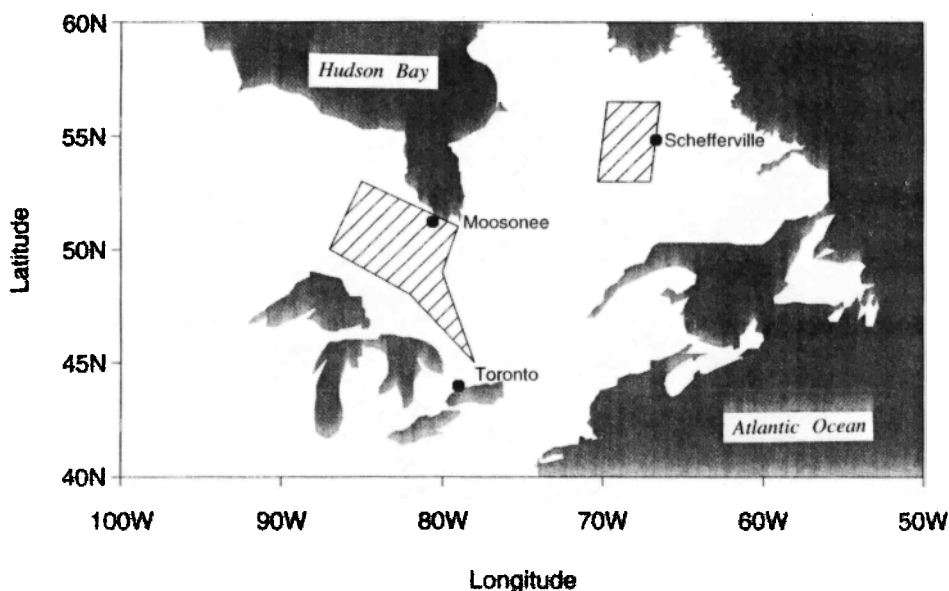 60N
Hudson Bay
55N
Schefferville
Moosonee
50N
Latitude
45N
Toronto
Atlantic Ocean
40N
100W 90W 80W 70W 60W 50W
Longitude